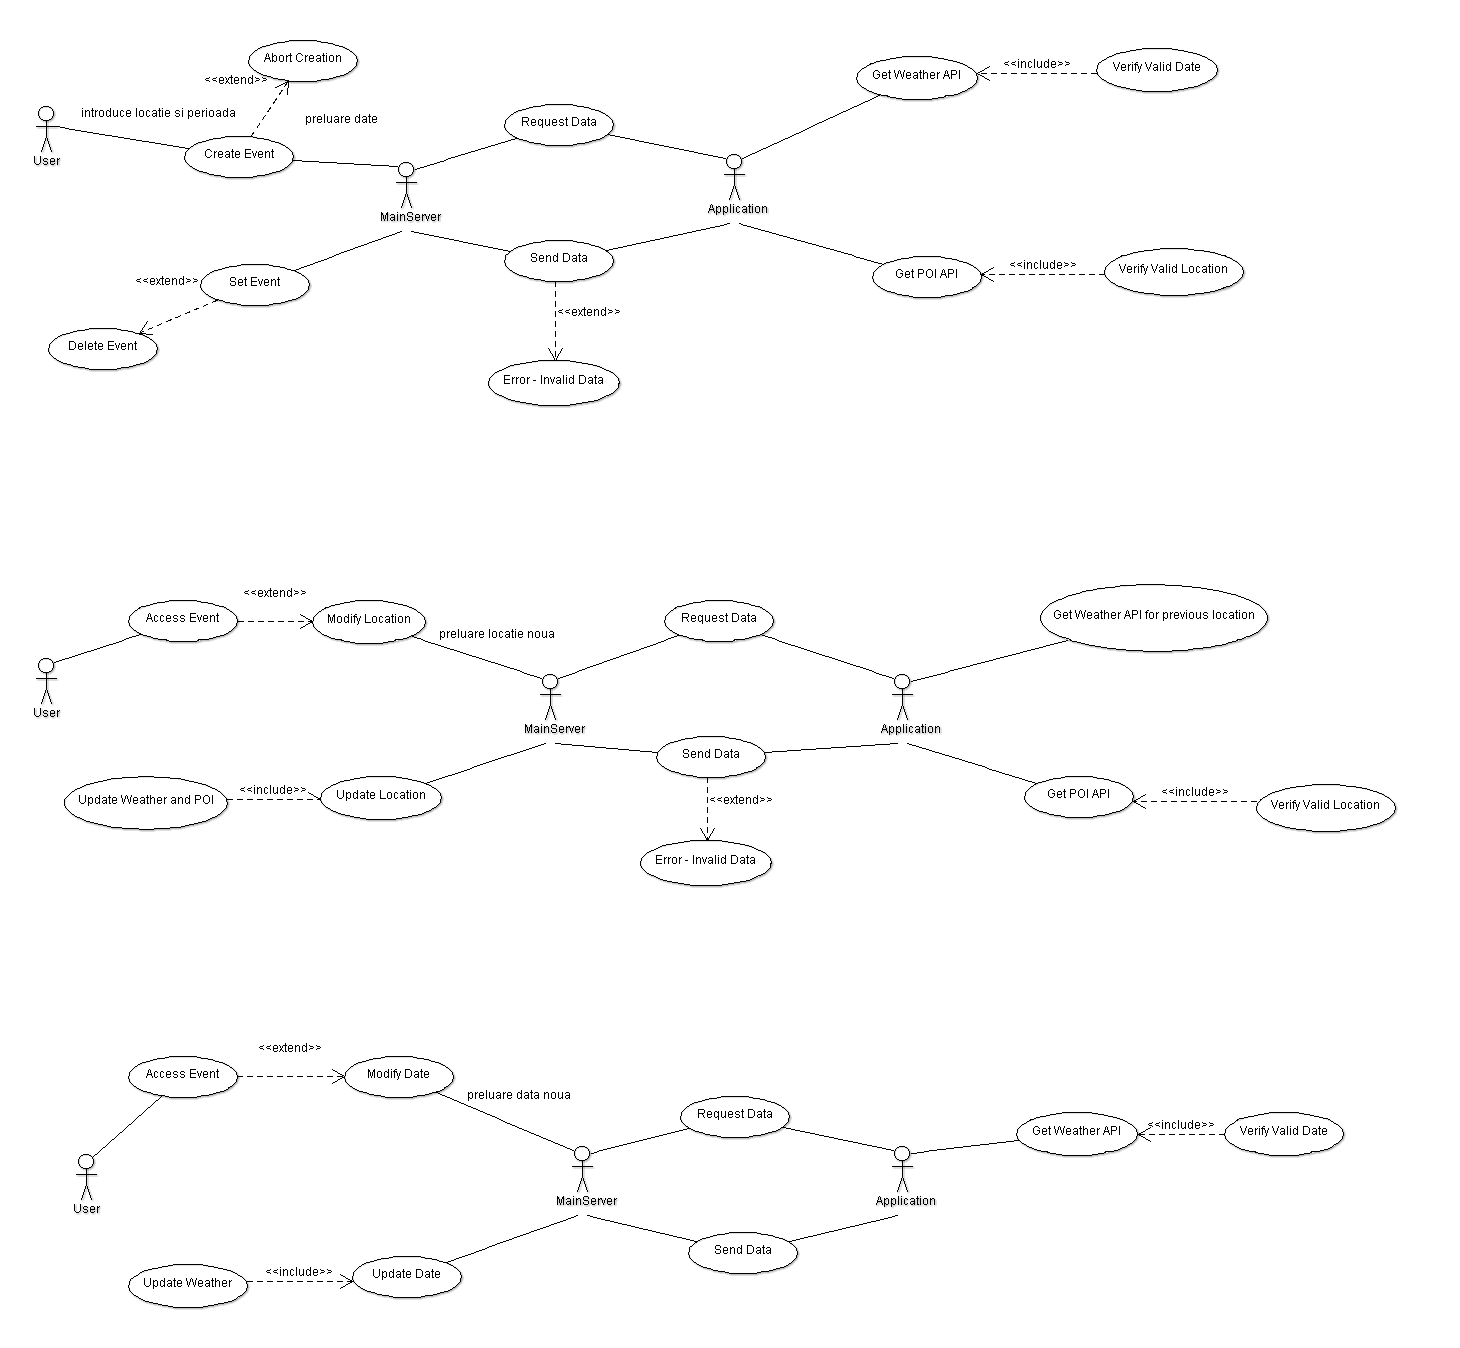 Abort Creation
<<extend>>
introduce locatie si perioada
preluare date
User
Create Event
Request Data
Get Weather API
<<include>>
Verify Valid Date
MainServer
Application
<<extend>>
Set Event
Send Data
Get POI API
<<include>>
Verify Valid Location
Delete Event
<<extend>>
Error - Invalid Data
Access Event
<<extend>>
Modify Location
preluare locatie noua
Request Data
Get Weather API for previous location
User
MainServer
Application
Update Weather and POI
<<include>>
Update Location
Send Data
<<extend>>
Get POI API
<<include>>
Verify Valid Location
Error - Invalid Data
Access Event
<<extend>>
Modify Date
preluare data noua
Request Data
Get Weather API
<<include>>
Verify Valid Date
User
MainServer
Application
Update Weather
<<include>>
Update Date
Send Data